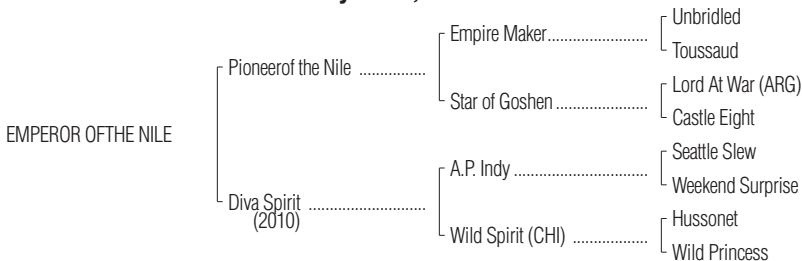 Unbridled
Empire Maker....................
Toussaud
Pioneerof the Nile ................
Lord At War (ARG)
Star of Goshen ..................
Castle Eight
EMPEROR OFTHE NILE
Seattle Slew
A.P. Indy ..........................
Weekend Surprise
Diva Spirit ............................
(2010)
Hussonet
Wild Spirit (CHI) ..................
Wild Princess